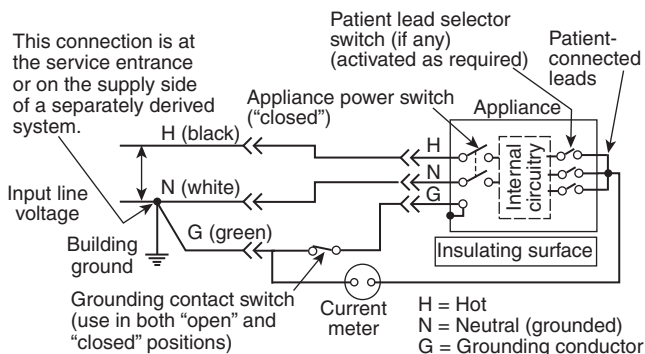 This connection is at
the service entrance
or on the supply side
of a separately derived
system.
Patient lead selector
switch (if any)
(activated as required)
Patient-
connected
leads
Appliance power switch
(“closed”)
Appliance
H (black)
H
N
G
Internal
circuitry
Input line
voltage
N (white)
G (green)
Building
ground
Insulating surface
Grounding contact switch
(use in both “open” and
“closed” positions)
Current
meter
H = Hot
N = Neutral (grounded)
G = Grounding conductor